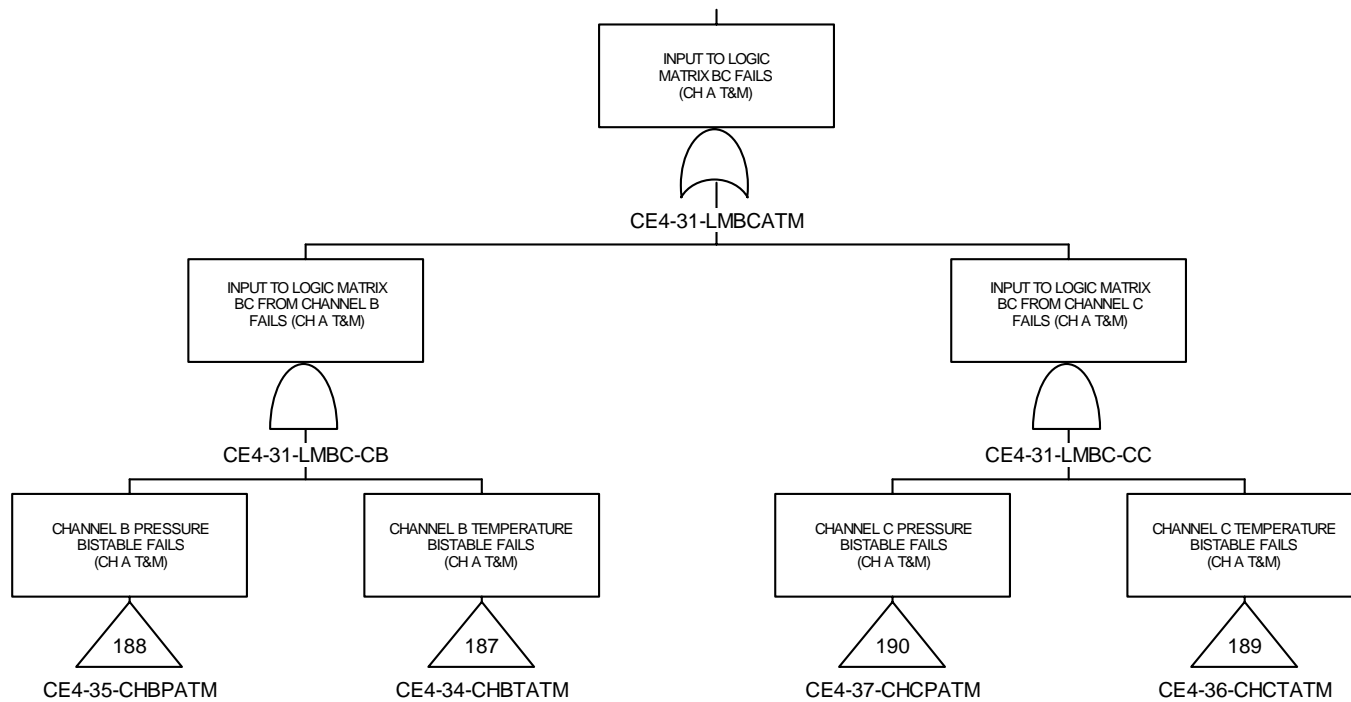 INPUT TO LOGIC
MATRIX BC FAILS
(CH A T&M)
CE4-31-LMBCATM
INPUT TO LOGIC MATRIX
BC FROM CHANNEL B
FAILS (CH A T&M)
INPUT TO LOGIC MATRIX
BC FROM CHANNEL C
FAILS (CH A T&M)
CE4-31-LMBC-CB
CE4-31-LMBC-CC
CHANNEL B PRESSURE
BISTABLE FAILS
(CH A T&M)
CHANNEL B TEMPERATURE
BISTABLE FAILS
(CH A T&M)
CHANNEL C PRESSURE
BISTABLE FAILS
(CH A T&M)
CHANNEL C TEMPERATURE
BISTABLE FAILS
(CH A T&M)
188
187
190
189
CE4-35-CHBPATM
CE4-34-CHBTATM
CE4-37-CHCPATM
CE4-36-CHCTATM